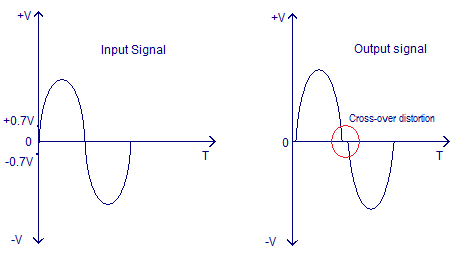 +V
Input Signal
+0.7V
0
-0.7V
T
-V
+V
Output signal
Cross-over distortion
0
T
-V